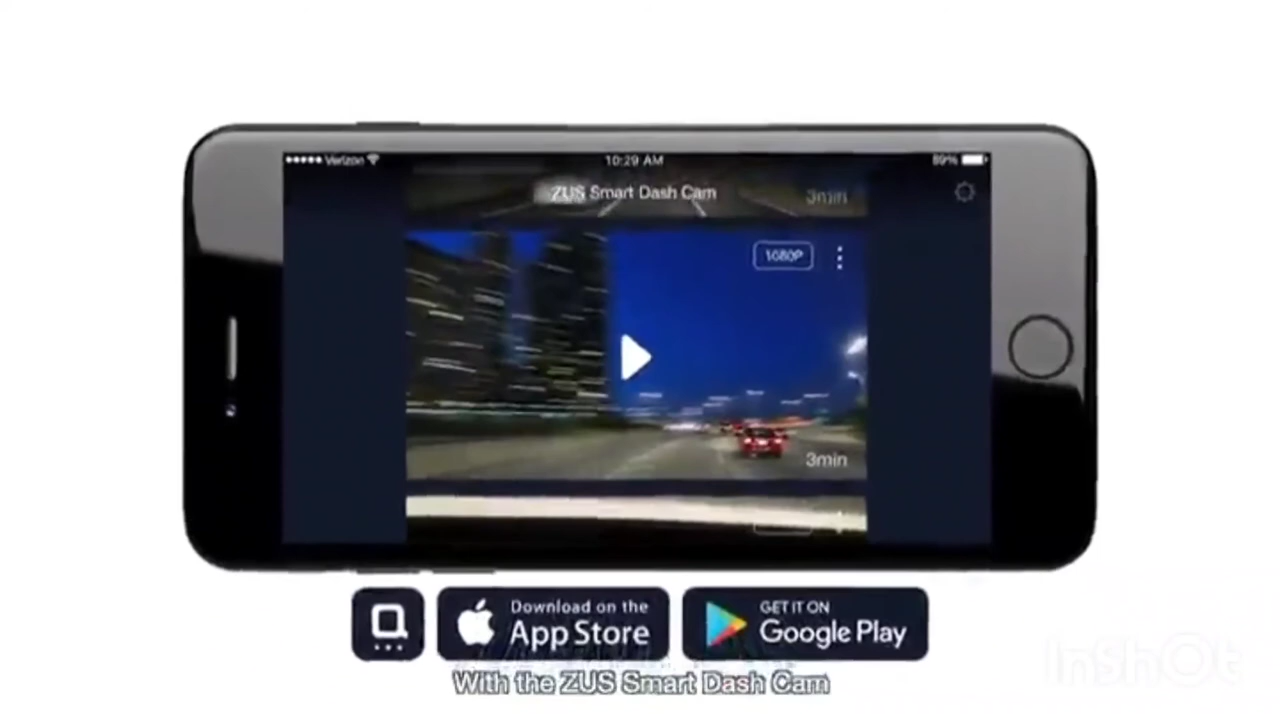 Verizon 10:29 AM 89%
ZUS Smart Dash Cam 3min
1080P
3min
Download on the
App Store
GET IT ON
Google Play
With the ZUS Smart Dash Cam
InShOt